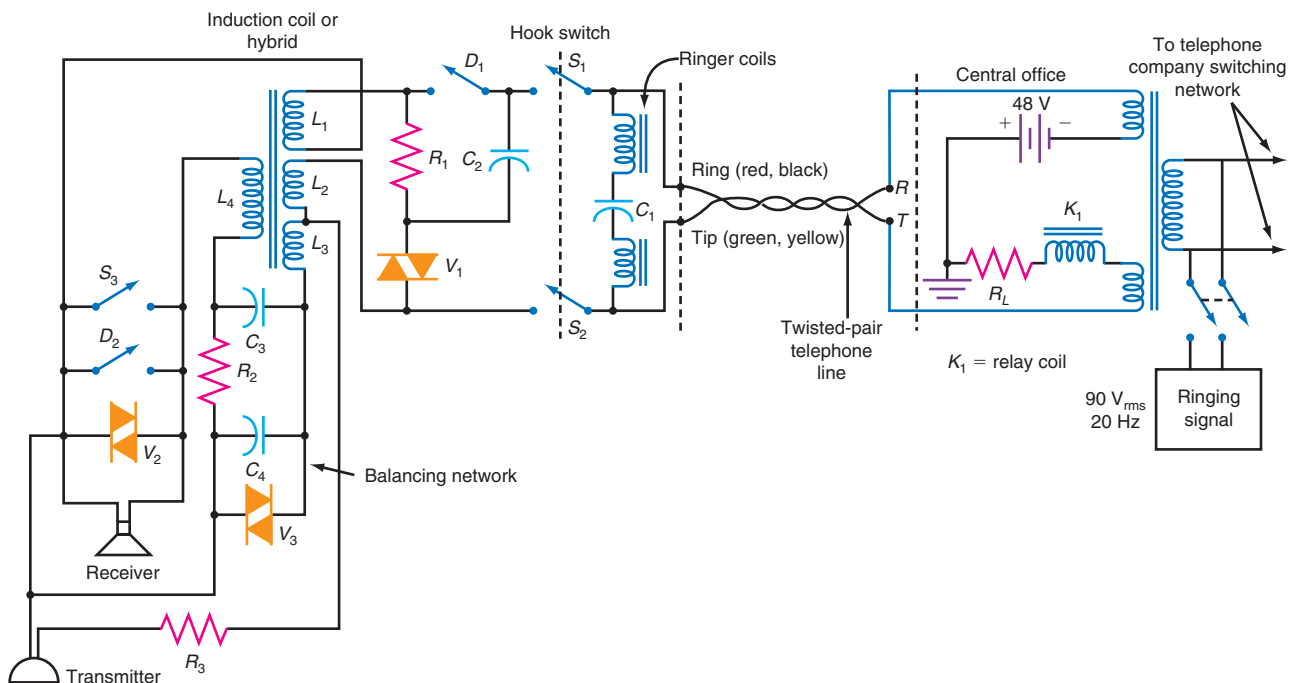 Induction coil or
hybrid
Hook switch
Ringer coils
To telephone
company switching
network
Central office
48 V
+
−
D1
S1
L1
L2
L3
L4
R1
C2
C1
V1
Ring (red, black)
Tip (green, yellow)
R
T
K1
RL
S2
S3
D2
C3
R2
V2
C4
V3
Balancing network
Twisted-pair
telephone
line
K1 = relay coil
90 Vrms
20 Hz
Ringing
signal
Receiver
R3
Transmitter